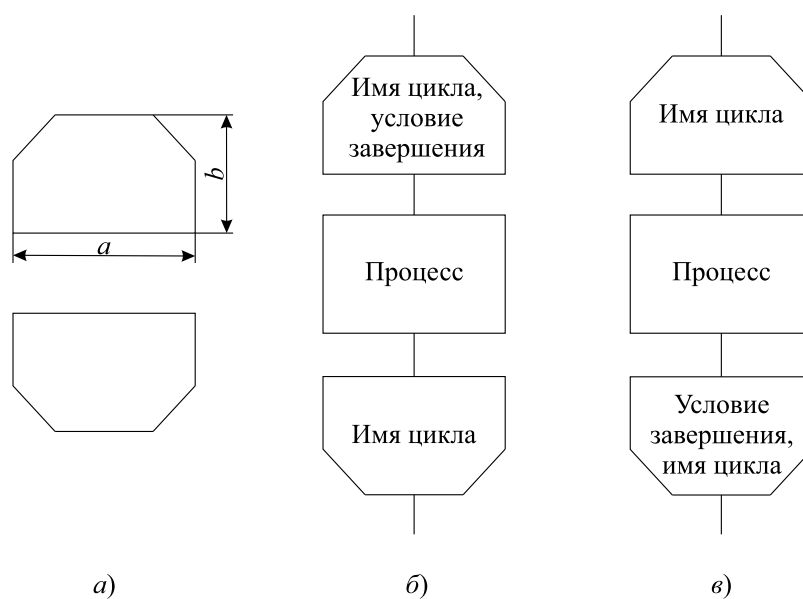 b
a
Имя цикла,
условие
завершения
Процесс
Имя цикла
Имя цикла
Процесс
Условие
завершения,
имя цикла
а)
б)
в)